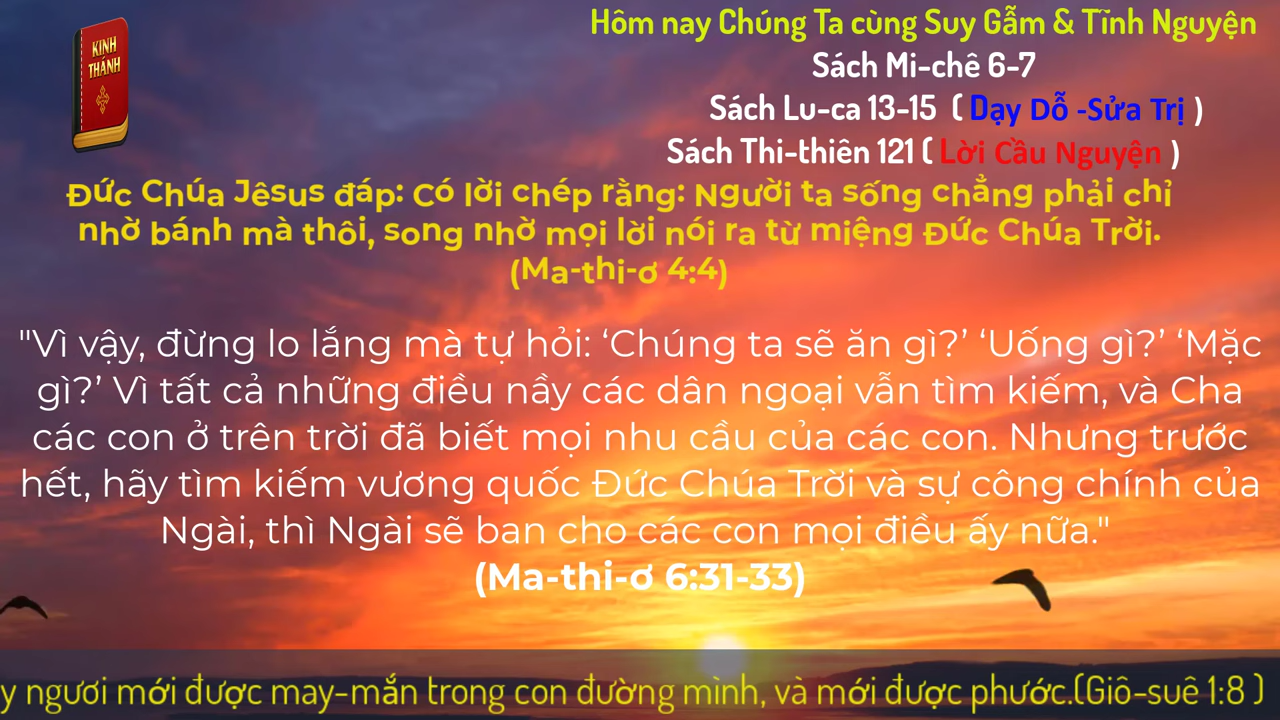 KINH
THÁNH
Hôm nay Chúng Ta cùng Suy Gẫm & Tĩnh Nguyện
Sách Mi-chê 6-7
Sách Lu-ca 13-15 ( Dạy Dỗ -Sửa Trị )
Sách Thi-thiên 121 ( Lời Cầu Nguyện )
Đức Chúa Jêsus đáp: Có lời chép rằng: Người ta sống chẳng phải chỉ
nhờ bánh mà thôi, song nhờ mọi lời nói ra từ miệng Đức Chúa Trời.
(Ma-thi-ơ 4:4)
"Vì vậy, đừng lo lắng mà tự hỏi: ‘Chúng ta sẽ ăn gì?’ ‘Uống gì?’ ‘Mặc
gì?’ Vì tất cả những điều nầy các dân ngoại vẫn tìm kiếm, và Cha
các con ở trên trời đã biết mọi nhu cầu của các con. Nhưng trước
hết, hãy tìm kiếm vương quốc Đức Chúa Trời và sự công chính của
Ngài, thì Ngài sẽ ban cho các con mọi điều ấy nữa."
(Ma-thi-ơ 6:31-33)
y ngươi mới được may-mắn trong con đường mình, và mới được phước.(Giô-suê 1:8 )